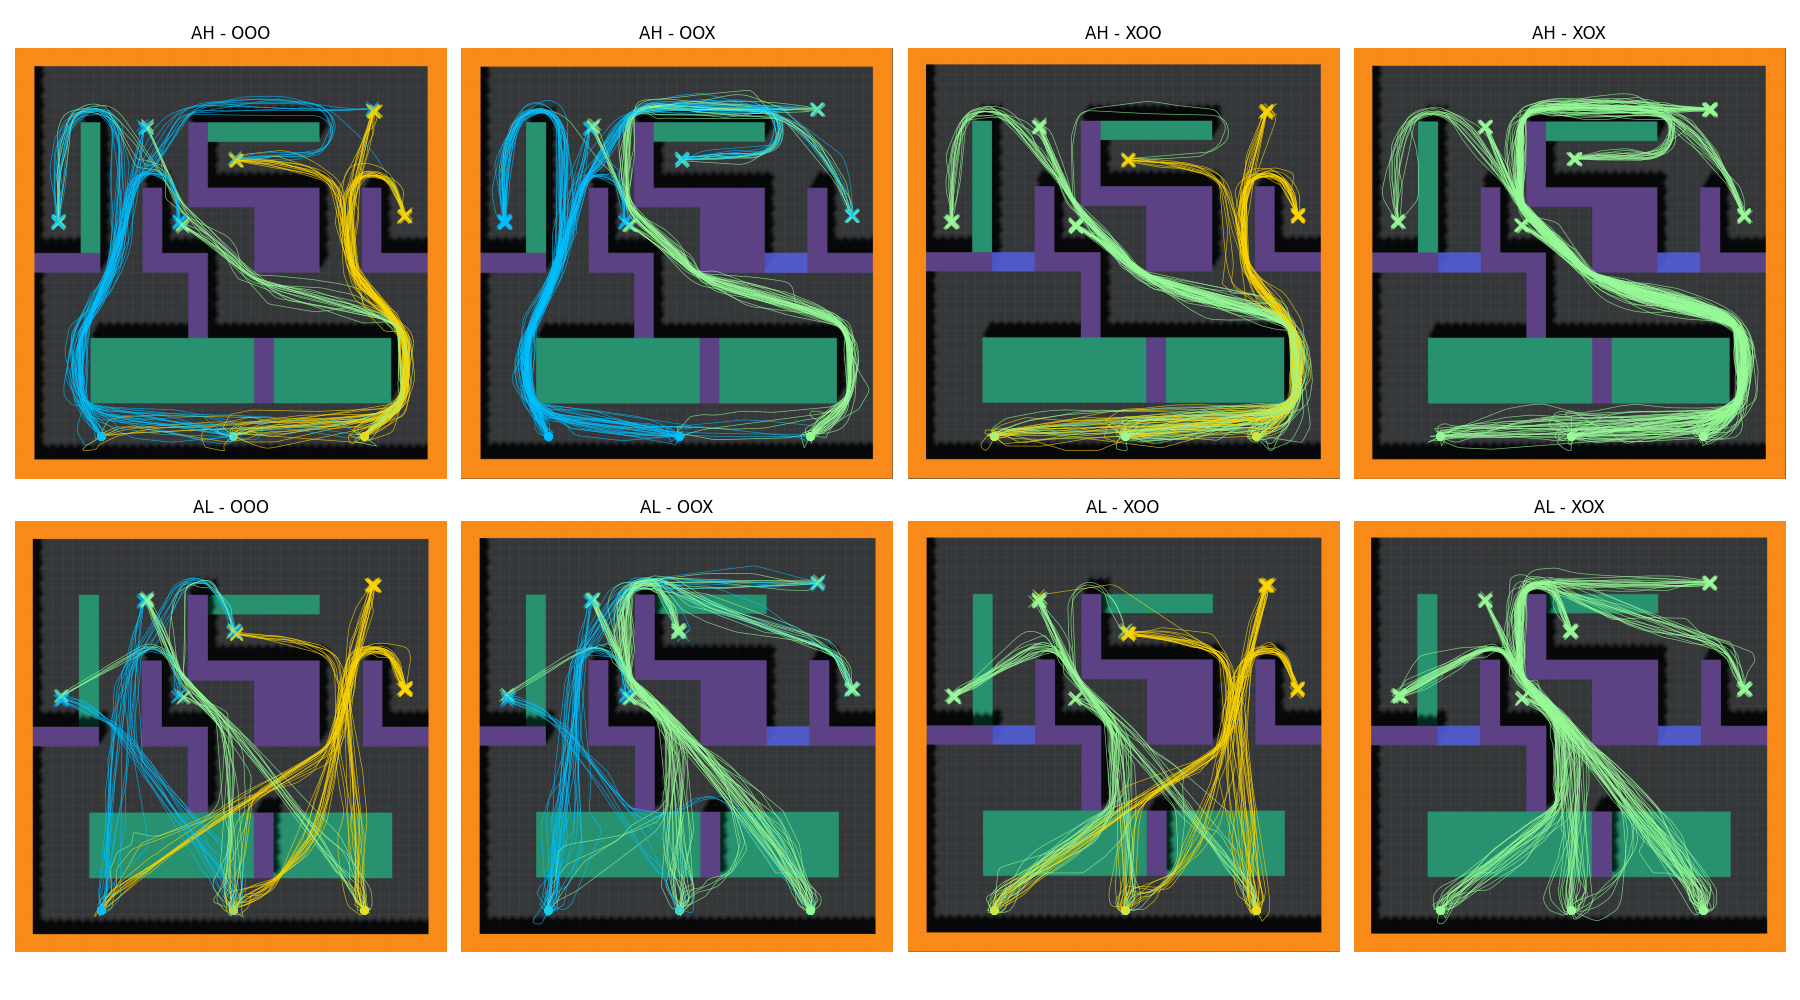 AH - OOO
AH - OOX
AH - XOO
AH - XOX
AL - OOO
AL - OOX
AL - XOO
AL - XOX